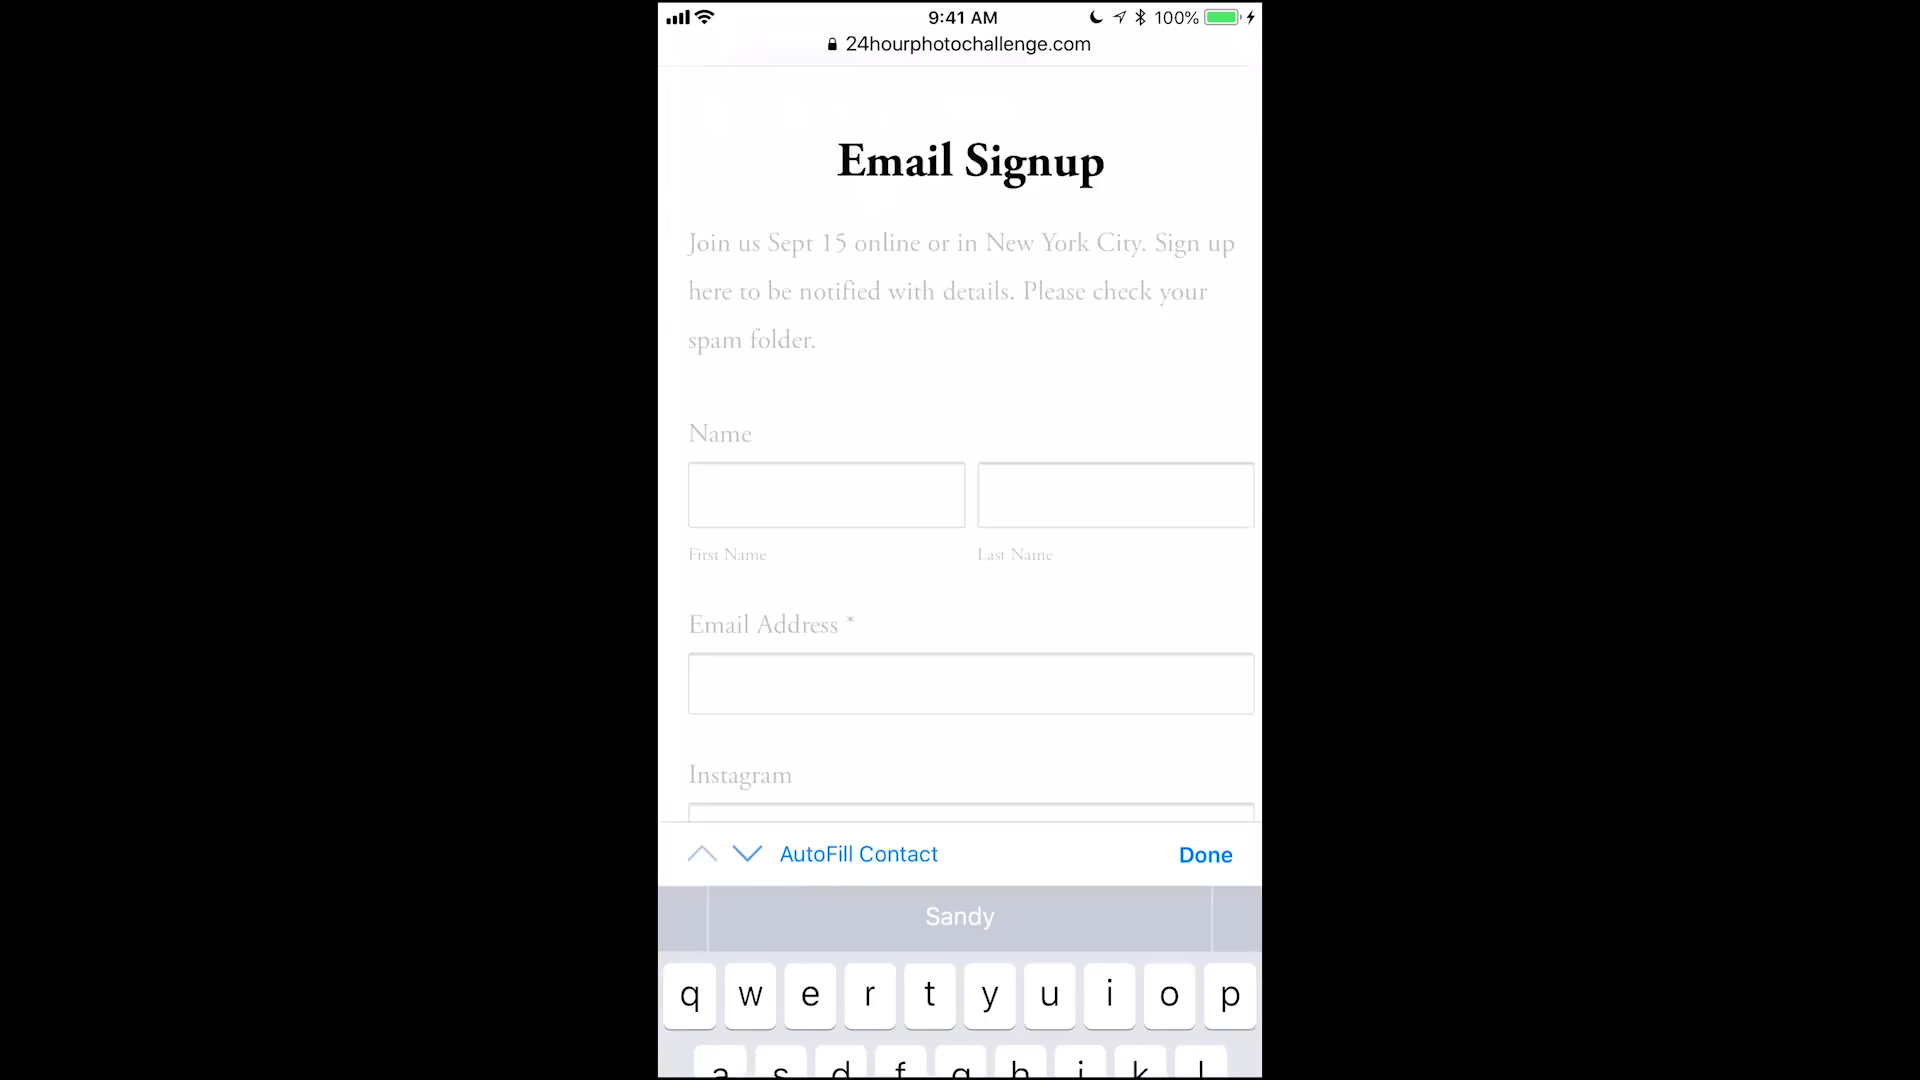 9:41 AM 100%
24hourphotochallenge.com
Email Signup
Join us Sept 15 online or in New York City. Sign up
here to be notified with details. Please check your
spam folder.
Name
First Name Last Name
Email Address *
Instagram
AutoFill Contact Done
Sandy
q w e r t y u i o p
a s d f g h j k l